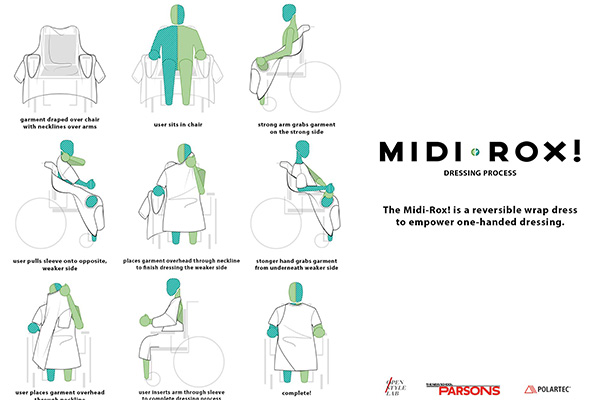 garment draped over chair
with necklines over arms
user sits in chair
strong arm grabs garment
on the strong side
user pulls sleeve onto opposite,
weaker side
places garment overhead through neckline
to finish dressing the weaker side
stonger hand grabs garment
from underneath weaker side
user places garment overhead
through neckline
user inserts arm through sleeve
to complete dressing process
complete!
MIDI ROX!
DRESSING PROCESS
The Midi-Rox! is a reversible wrap dress
to empower one-handed dressing.
OPEN
STYLE
LAB
THE NEW SCHOOL
PARSONS
POLARTEC